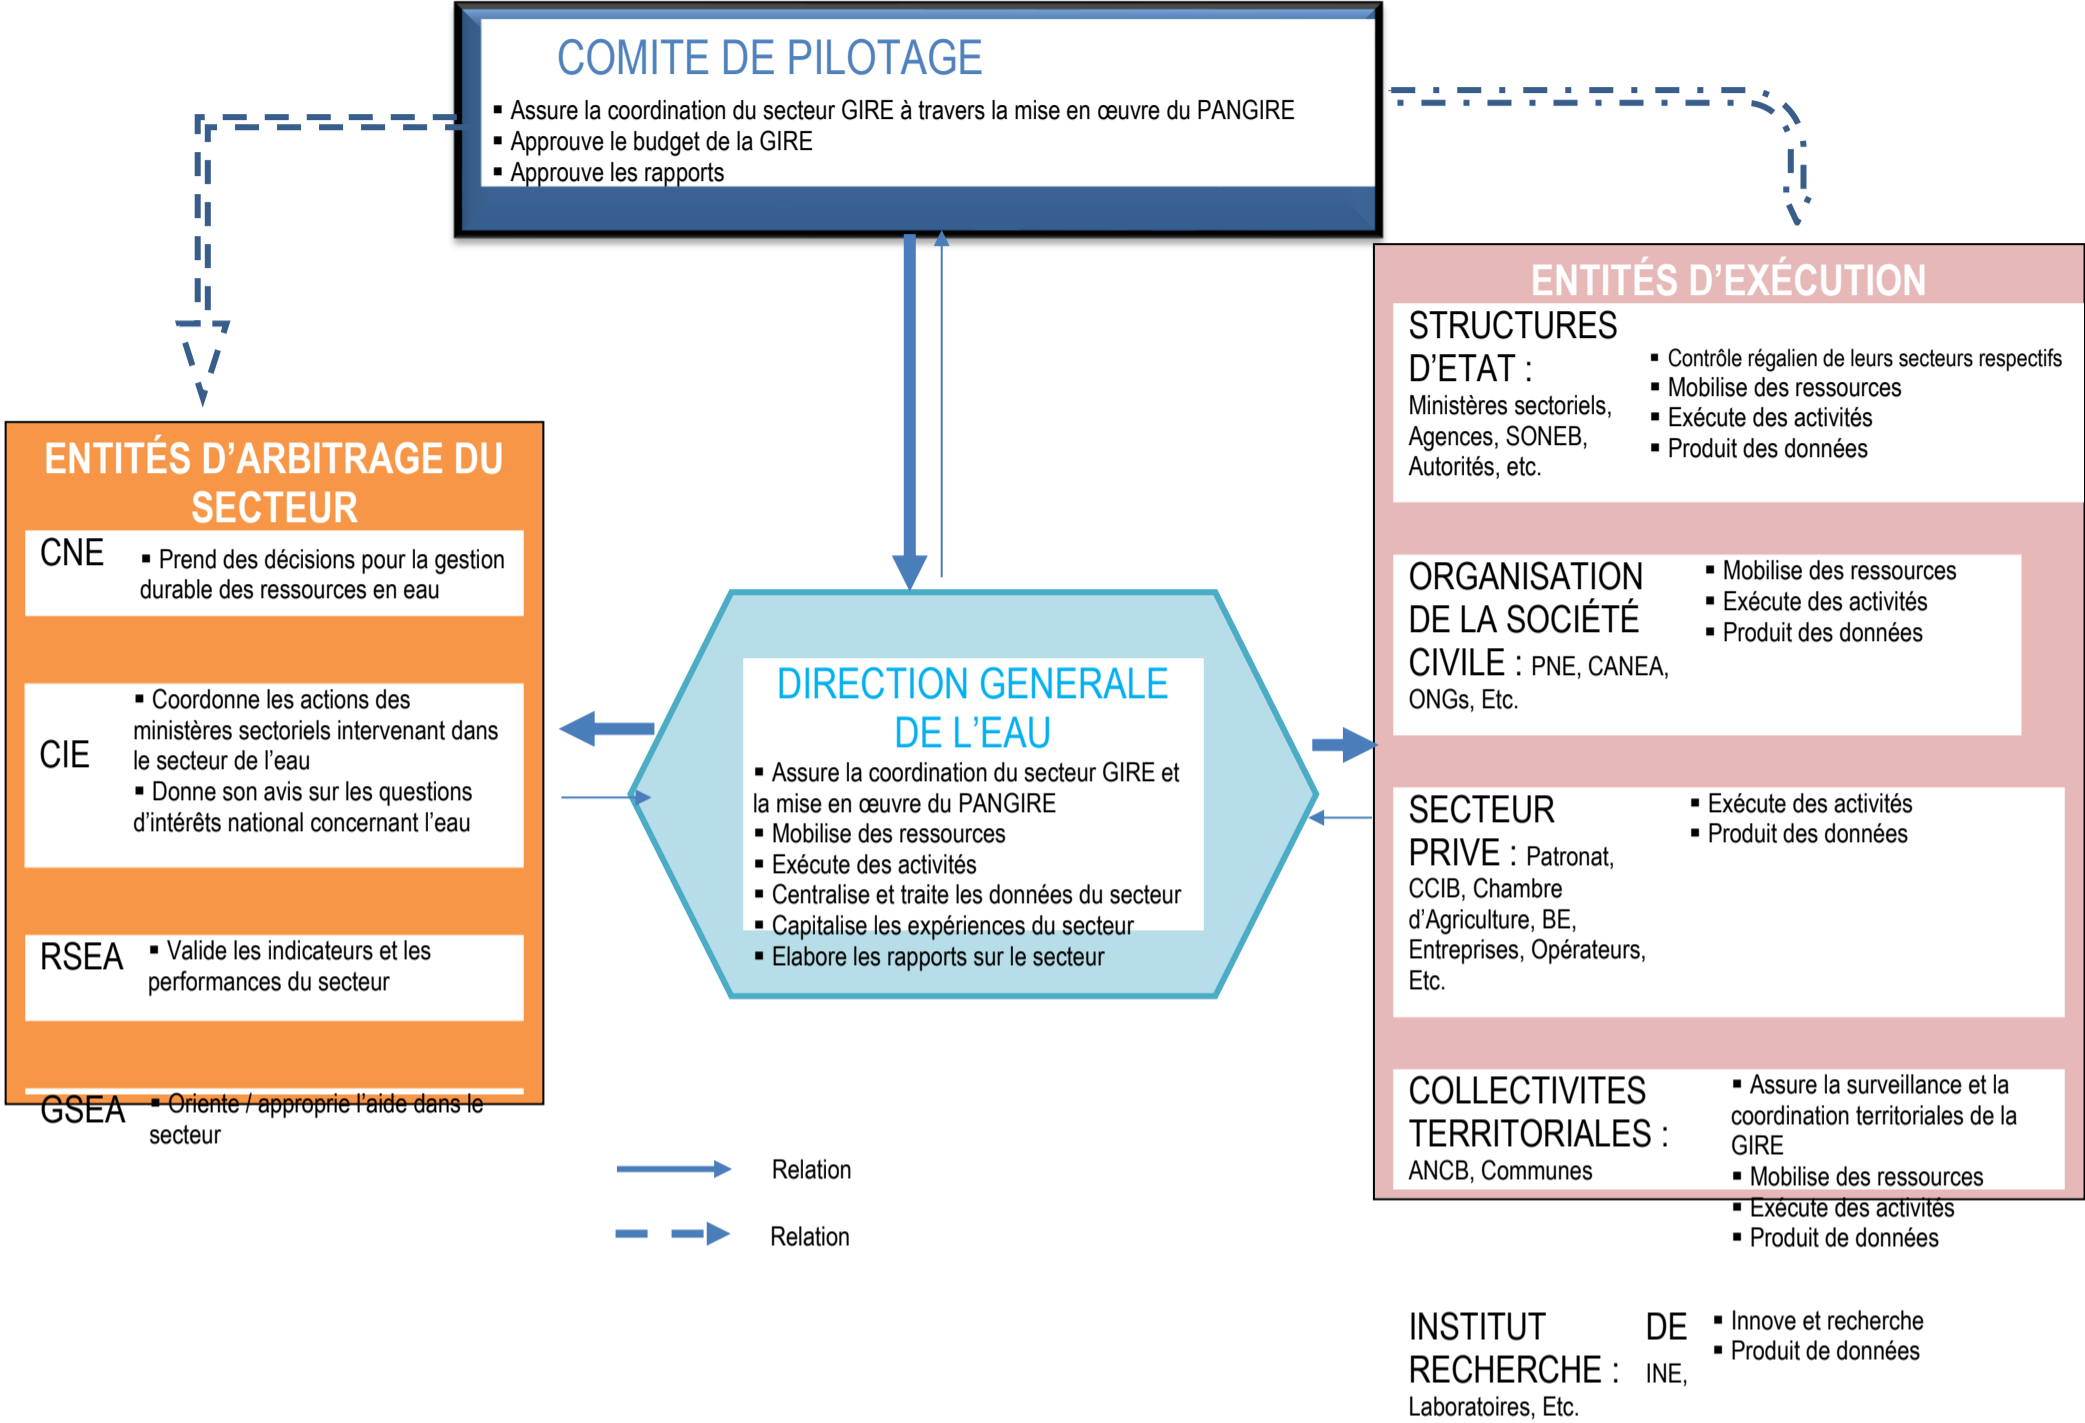 COMITE DE PILOTAGE
▪ Assure la coordination du secteur GIRE à travers la mise en œuvre du PANGIRE
▪ Approuve le budget de la GIRE
▪ Approuve les rapports
ENTITÉS D’ARBITRAGE DU
SECTEUR
CNE
▪ Prend des décisions pour la gestion
durable des ressources en eau
CIE
▪ Coordonne les actions des
ministères sectoriels intervenant dans
le secteur de l’eau
▪ Donne son avis sur les questions
d’intérêts national concernant l’eau
RSEA
▪ Valide les indicateurs et les
performances du secteur
GSEA
▪ Oriente / approprie l’aide dans le
secteur
DIRECTION GENERALE
DE L’EAU
▪ Assure la coordination du secteur GIRE et
la mise en œuvre du PANGIRE
▪ Mobilise des ressources
▪ Exécute des activités
▪ Centralise et traite les données du secteur
▪ Capitalise les expériences du secteur
▪ Elabore les rapports sur le secteur
Relation
Relation
ENTITÉS D’EXÉCUTION
STRUCTURES
D’ETAT :
Ministères sectoriels,
Agences, SONEB,
Autorités, etc.
▪ Contrôle régalien de leurs secteurs respectifs
▪ Mobilise des ressources
▪ Exécute des activités
▪ Produit des données
ORGANISATION
DE LA SOCIÉTÉ
CIVILE : PNE, CANEA,
ONGs, Etc.
▪ Mobilise des ressources
▪ Exécute des activités
▪ Produit des données
SECTEUR
PRIVE : Patronat,
CCIB, Chambre
d’Agriculture, BE,
Entreprises, Opérateurs,
Etc.
▪ Exécute des activités
▪ Produit des données
COLLECTIVITES
TERRITORIALES :
ANCB, Communes
▪ Assure la surveillance et la
coordination territoriales de la
GIRE
▪ Mobilise des ressources
▪ Exécute des activités
▪ Produit de données
INSTITUT DE
RECHERCHE : INE,
Laboratoires, Etc.
▪ Innove et recherche
▪ Produit de données